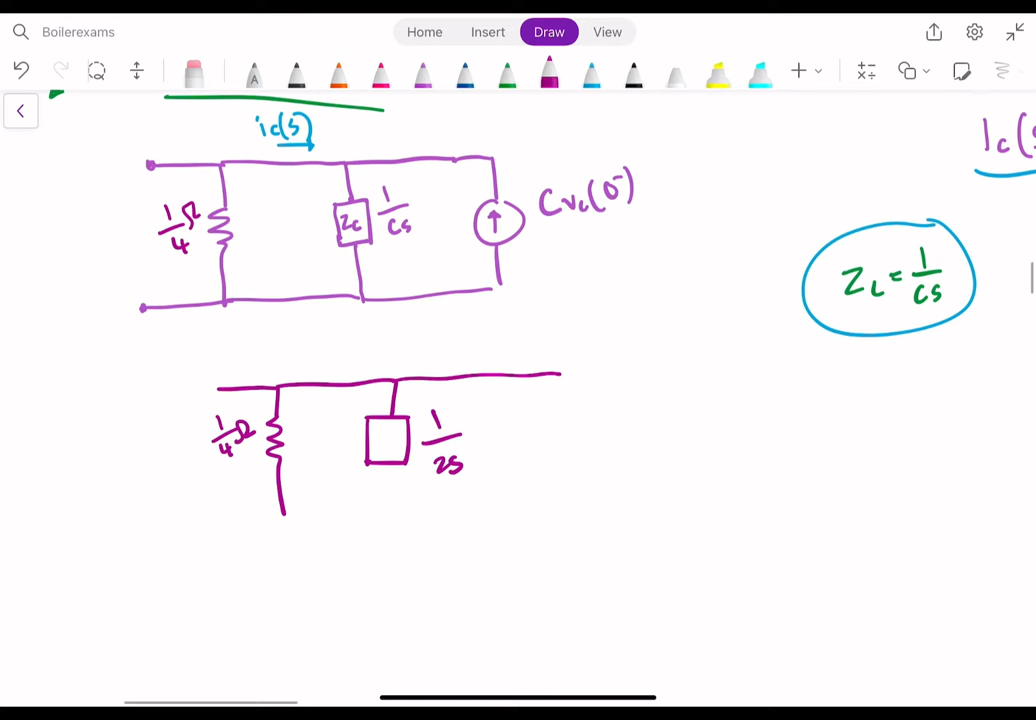 Boilerexams
Home Insert Draw View
A
ic(s)
1/4 Ω
Zc
1/Cs
Cvc(0⁻)
Ic(s
ZL = 1/Cs
1/4 Ω
1/2s